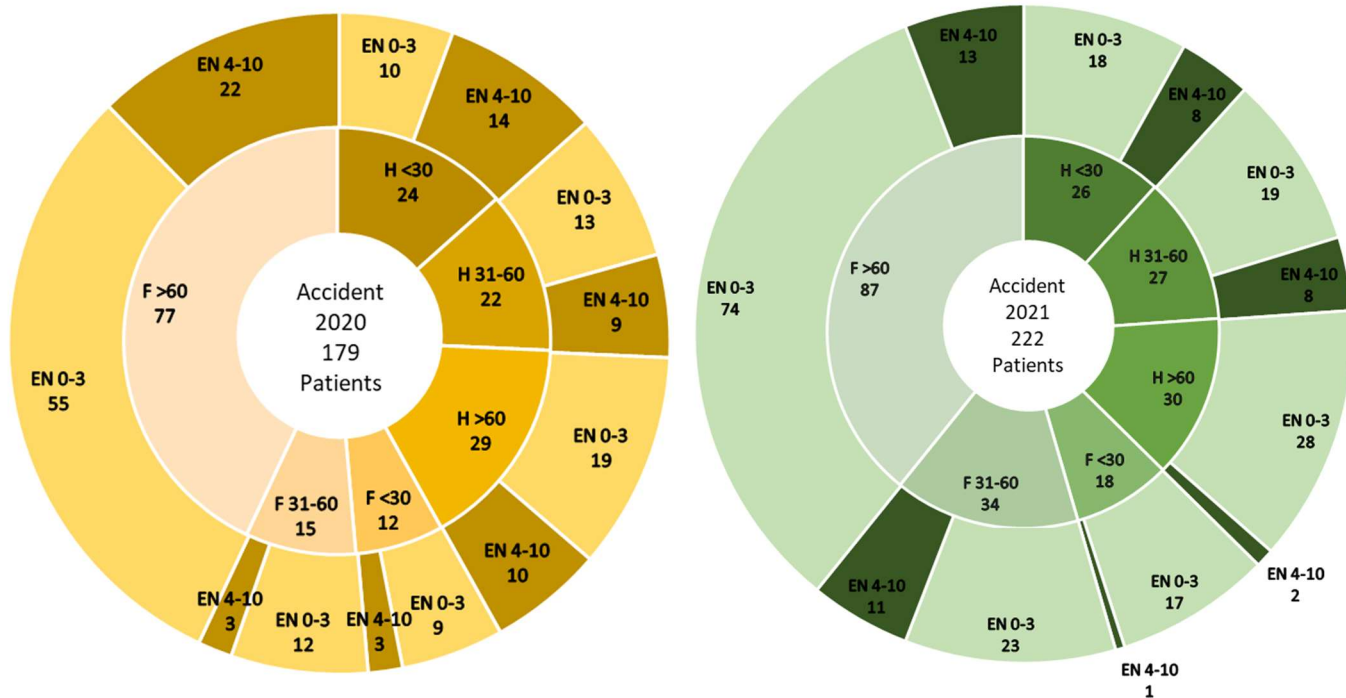 Accident
2020
179
Patients
H <30
24
EN 0-3
10
EN 4-10
14
H 31-60
22
EN 0-3
13
EN 4-10
9
H >60
29
EN 0-3
19
EN 4-10
10
F <30
12
EN 0-3
9
EN 4-10
3
F 31-60
15
EN 0-3
12
EN 4-10
3
F >60
77
EN 0-3
55
EN 4-10
22
Accident
2021
222
Patients
H <30
26
EN 0-3
18
EN 4-10
8
H 31-60
27
EN 0-3
19
EN 4-10
8
H >60
30
EN 0-3
28
EN 4-10
2
F <30
18
EN 0-3
17
EN 4-10
1
F 31-60
34
EN 0-3
23
EN 4-10
11
F >60
87
EN 0-3
74
EN 4-10
13